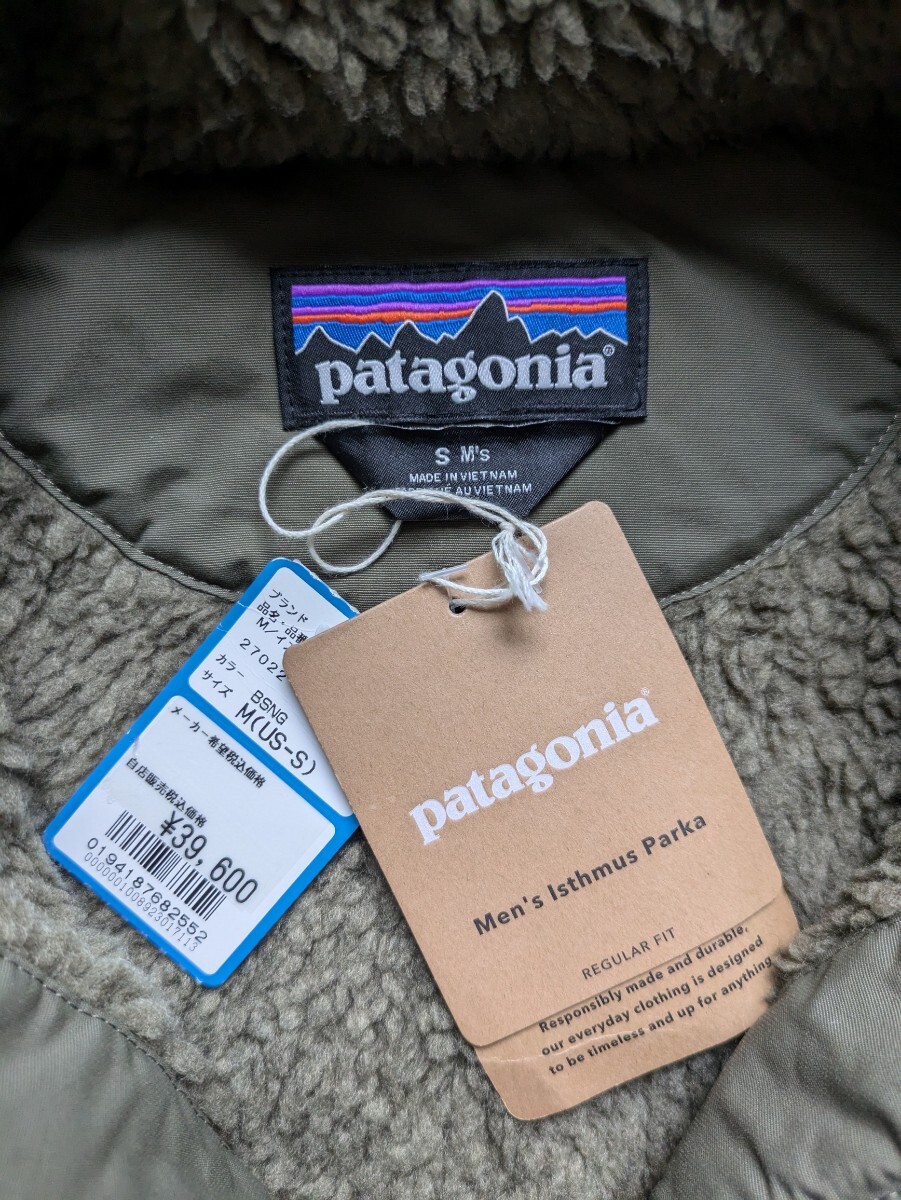 patagonia®
S M's
MADE IN VIETNAM
AU VIETNAM
ブランド
品名・品番
M/イ
27022
カラー BSNG
サイズ M(US-S)
メーカー希望税込価格
自店販売税込価格
¥39,600
0194187682552
0000001008923017113
patagonia®
Men's Isthmus Parka
REGULAR FIT
Responsibly made and durable,
our everyday clothing is designed
to be timeless and up for anything